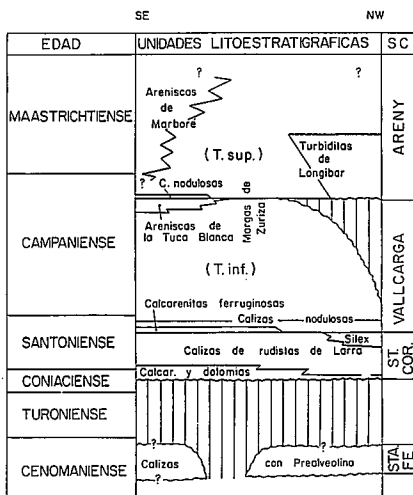 SE
NW
EDAD
UNIDADES LITOESTRATIGRAFICAS
SC
MAASTRICHTIENSE
?
?
Areniscas
de
Marboré
(T. sup.)
Turbiditas
de
Longibar
ARENY
?
C. nodulosas
CAMPANIENSE
Areniscas de
la Tuca Blanca
Margas de
Zuriza
(T. inf.)
VALLCARGA
Calcarenitas ferruginosas
Calizas nodulosas
SANTONIENSE
Silex
Calizas de rudistas de Larra
ST.
COR.
CONIACIENSE
Calcar. y dolomias
TURONIENSE
CENOMANIENSE
?
?
Calizas
con Prealveolina
?
STA.
FE